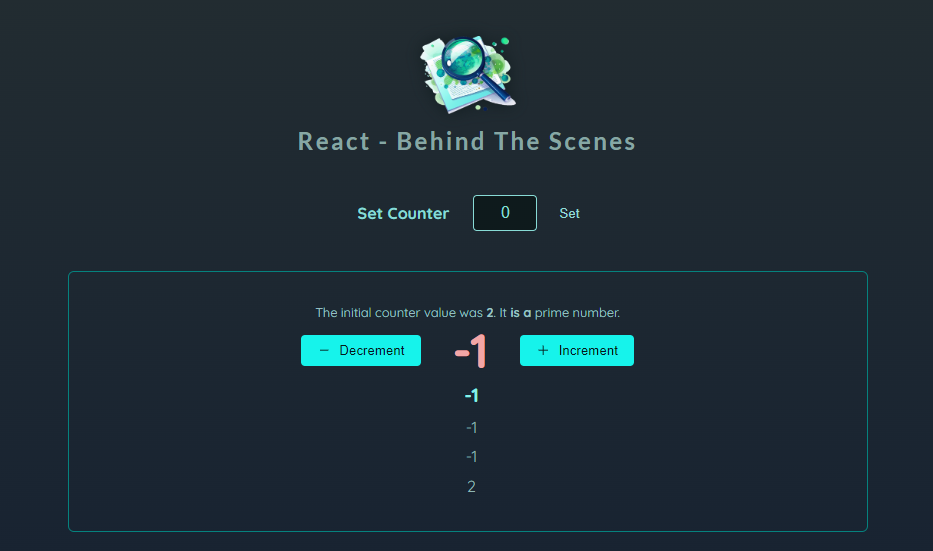 React - Behind The Scenes
Set Counter 0 Set
The initial counter value was 2. It is a prime number.
− Decrement -1 + Increment
-1
-1
-1
2